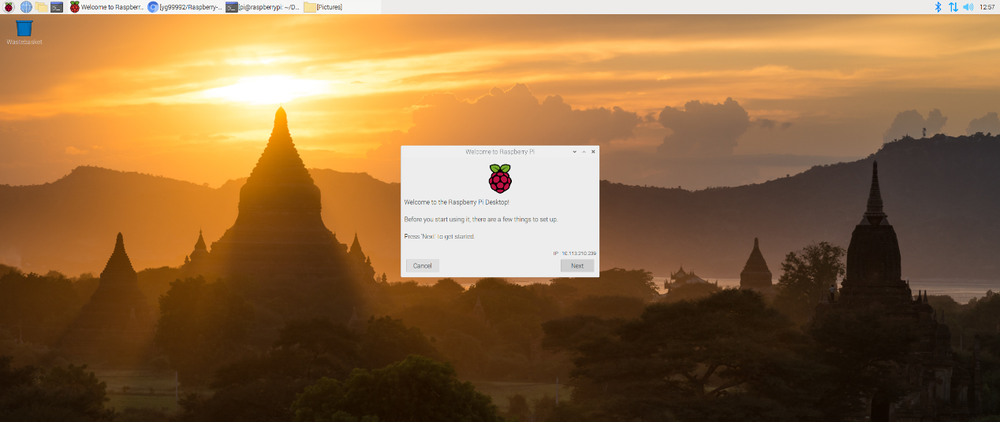 Welcome to Raspberr...
[yg99992/Raspberry-...
[pi@raspberrypi: ~/D...
[Pictures]
12:57
Wastebasket
Welcome to Raspberry Pi
Welcome to the Raspberry Pi Desktop!
Before you start using it, there are a few things to set up.
Press 'Next' to get started.
IP : 10.113.210.239
Cancel
Next